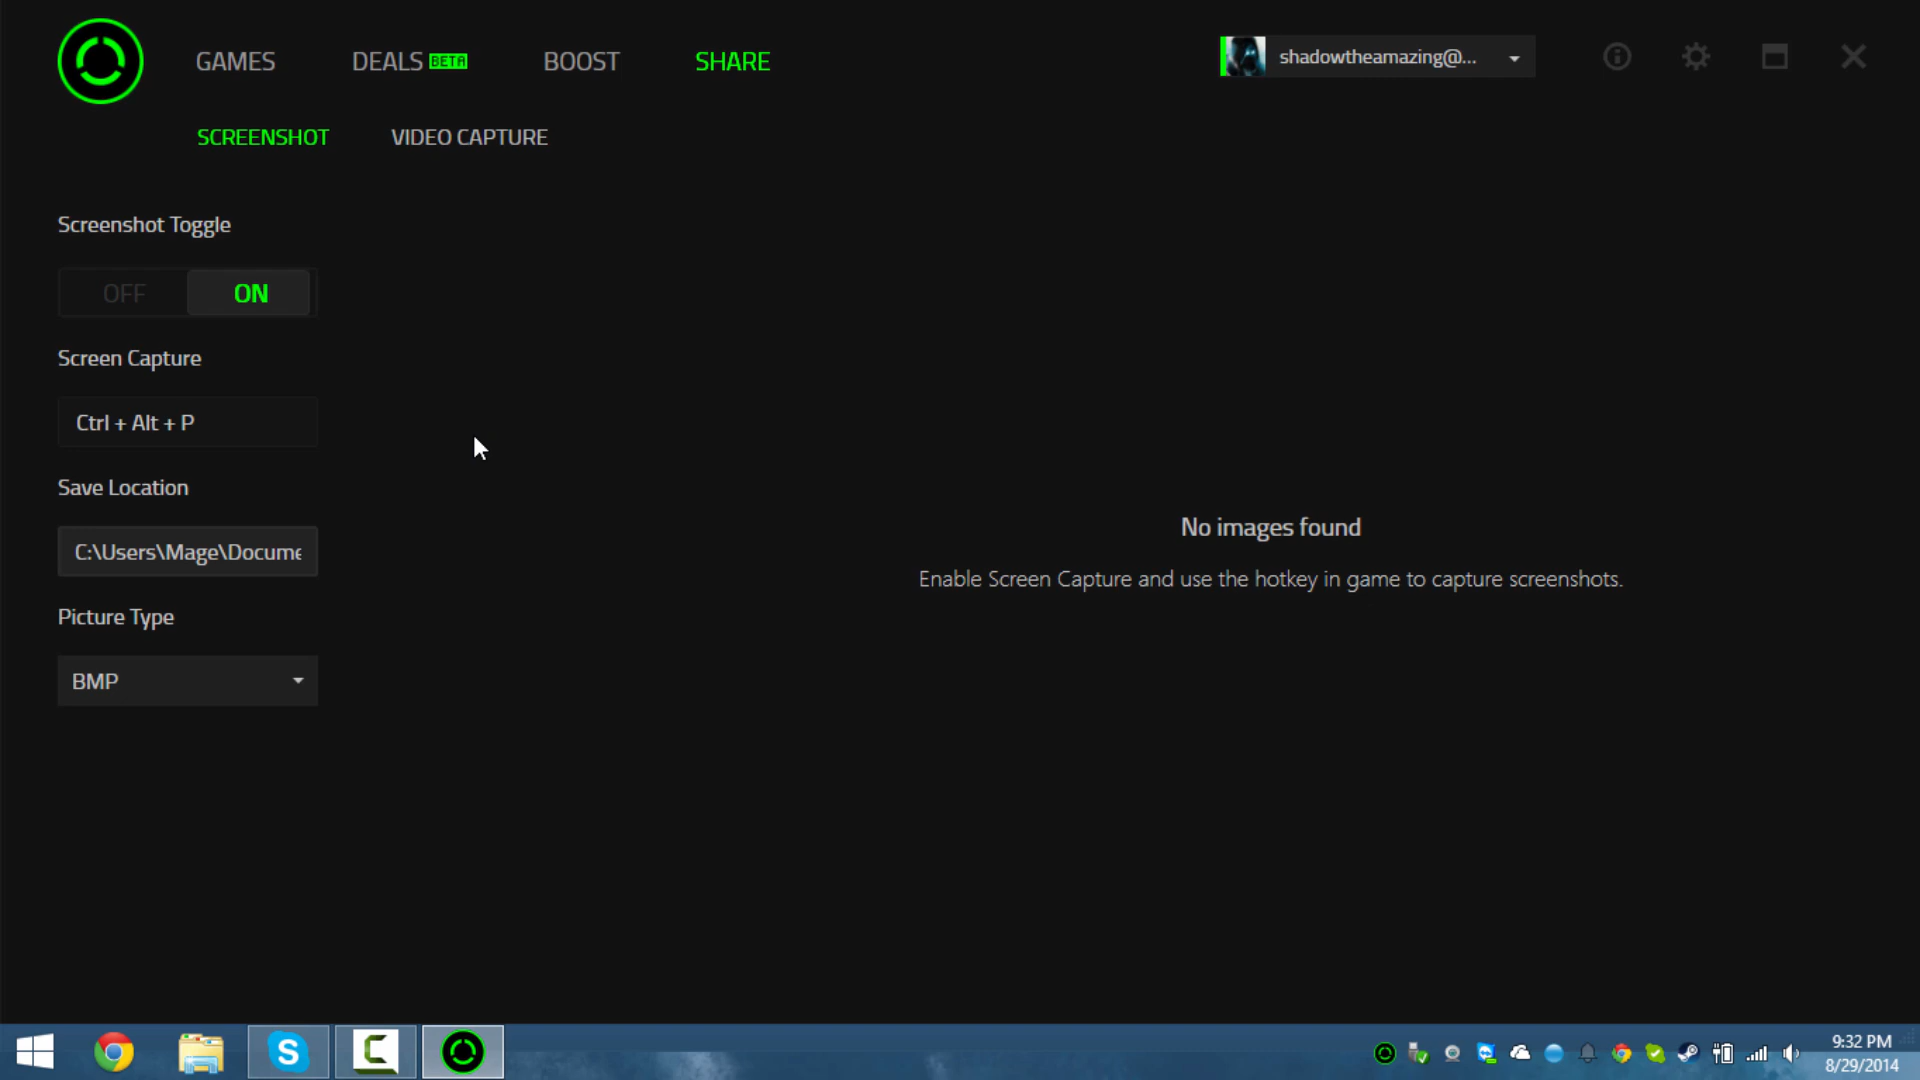 GAMES DEALS BETA BOOST SHARE shadowtheamazing@...
SCREENSHOT VIDEO CAPTURE
Screenshot Toggle
OFF ON
Screen Capture
Ctrl + Alt + P
Save Location
C:\Users\Mage\Docume
Picture Type
BMP
No images found
Enable Screen Capture and use the hotkey in game to capture screenshots.
9:32 PM
8/29/2014